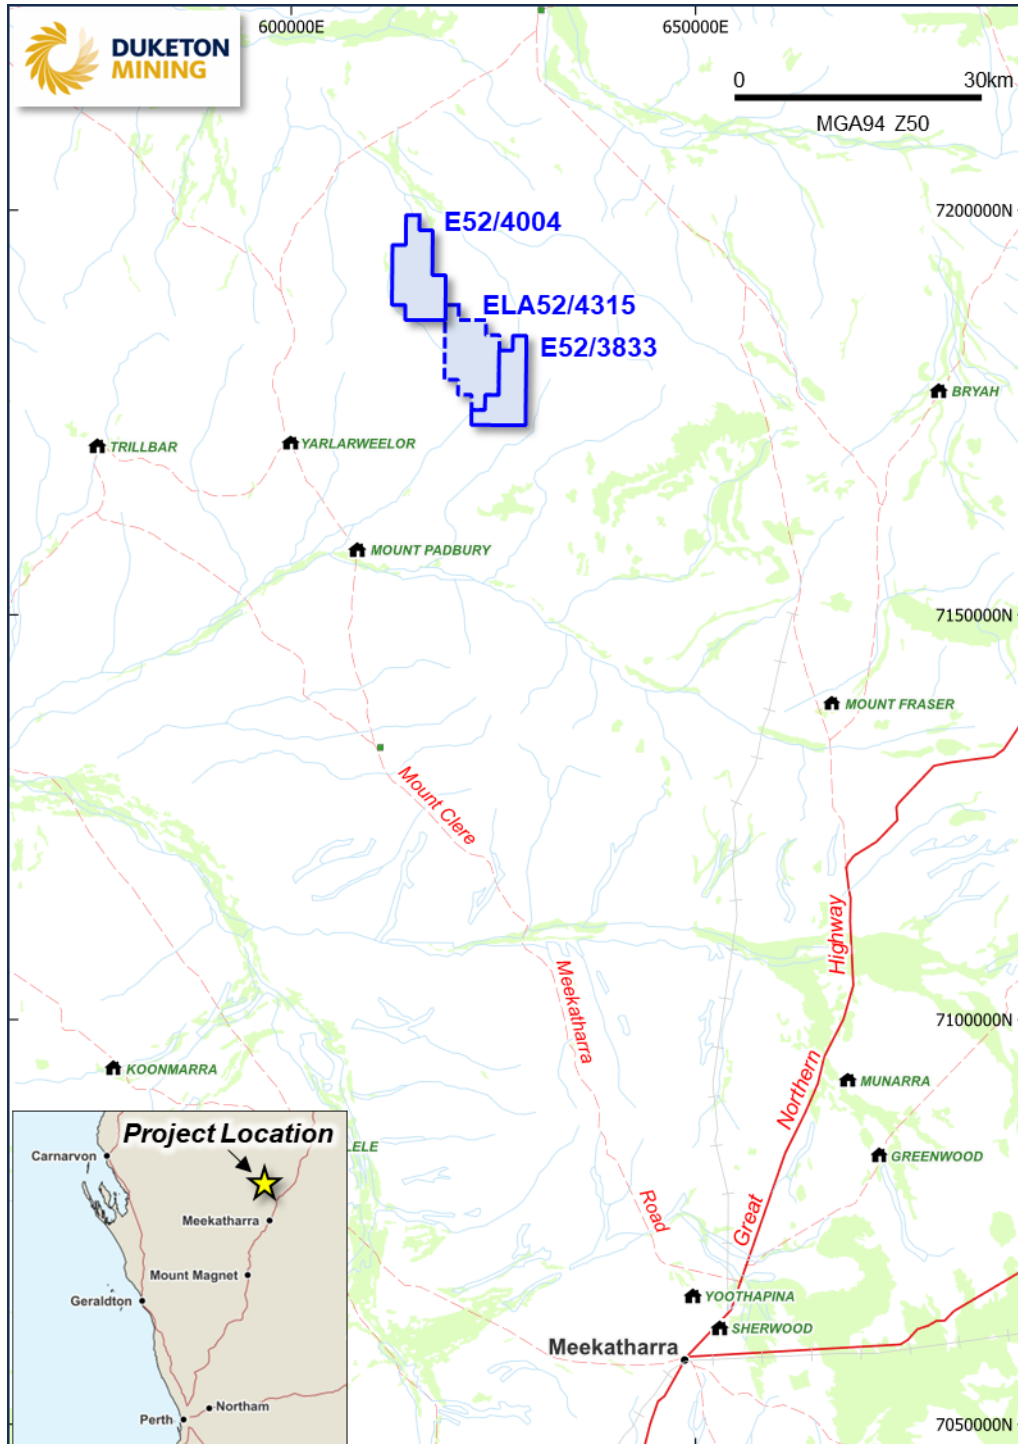 DUKETON
MINING
600000E
650000E
0 30km
MGA94 Z50
7200000N
E52/4004
ELA52/4315
E52/3833
BRYAH
TRILLBAR
YARLARWEELOR
MOUNT PADBURY
7150000N
MOUNT FRASER
Mount Clere
Highway
Meekatharra
7100000N
Northern
KOONMARRA
MUNARRA
GREENWOOD
LELE
Road
Great
YOOTHAPINA
SHERWOOD
Meekatharra
7050000N
Project Location
Carnarvon
Meekatharra
Mount Magnet
Geraldton
Northam
Perth